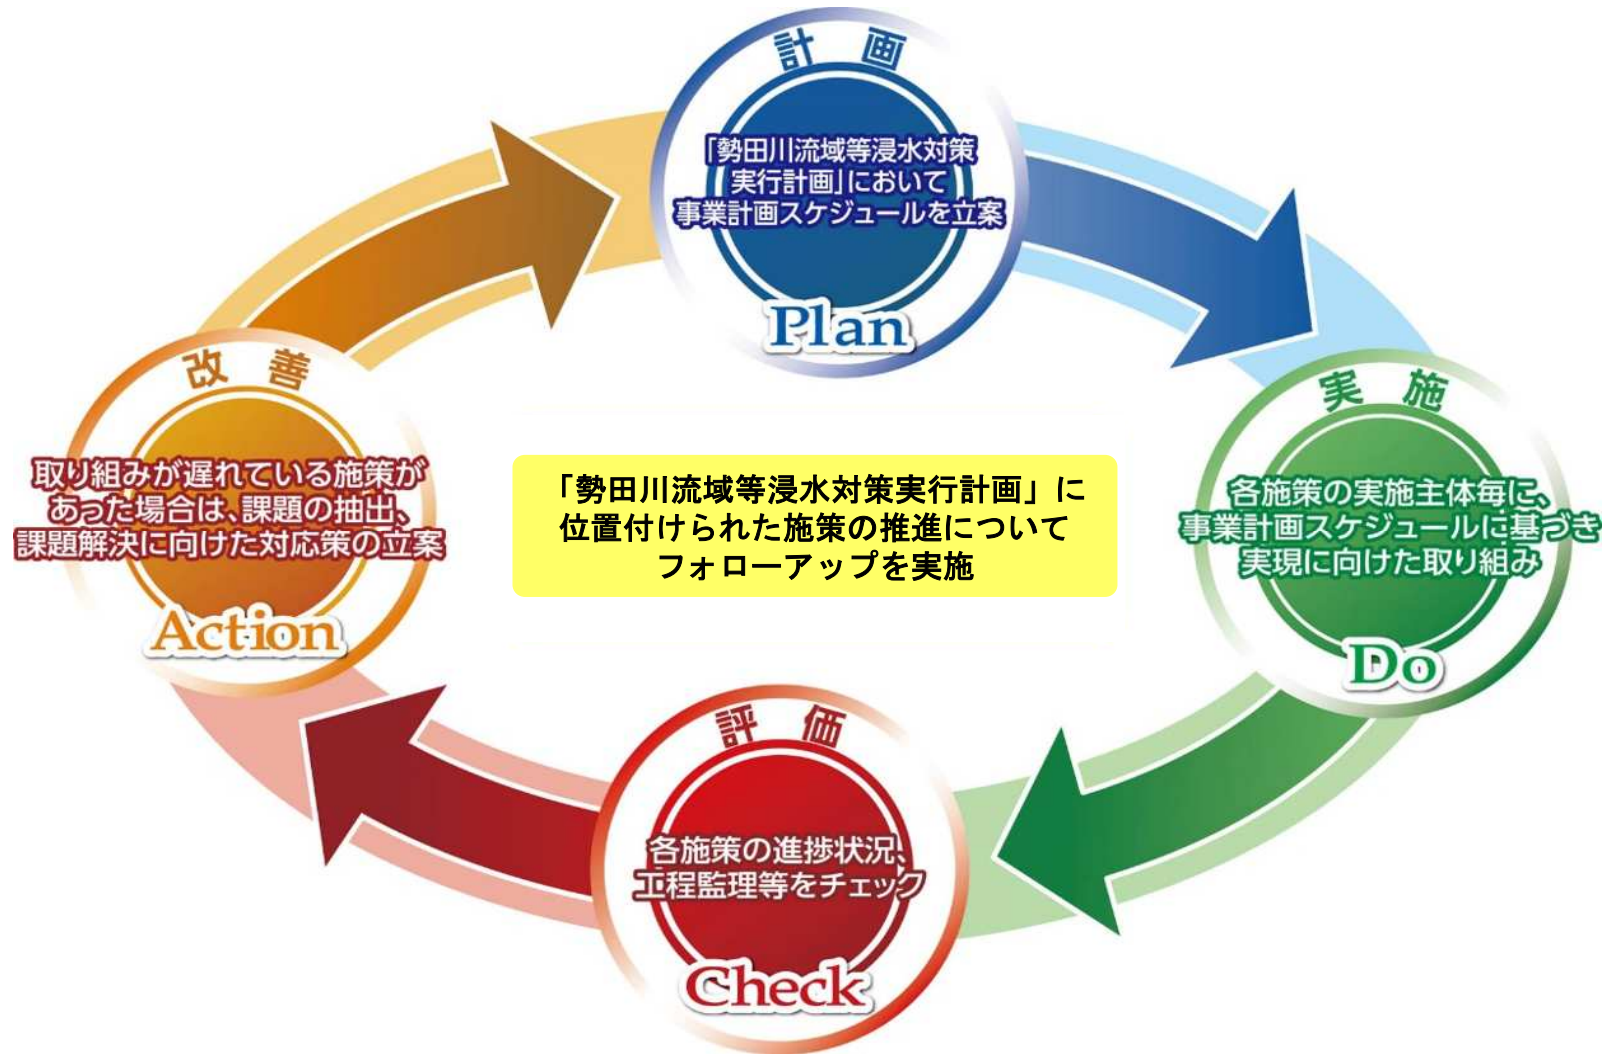 計画
「勢田川流域等浸水対策
実行計画」において
事業計画スケジュールを立案
Plan
実施
各施策の実施主体毎に、
事業計画スケジュールに基づき
実現に向けた取り組み
Do
評価
各施策の進捗状況、
工程監理等をチェック
Check
改善
取り組みが遅れている施策が
あった場合は、課題の抽出、
課題解決に向けた対応策の立案
Action
「勢田川流域等浸水対策実行計画」に
位置付けられた施策の推進について
フォローアップを実施